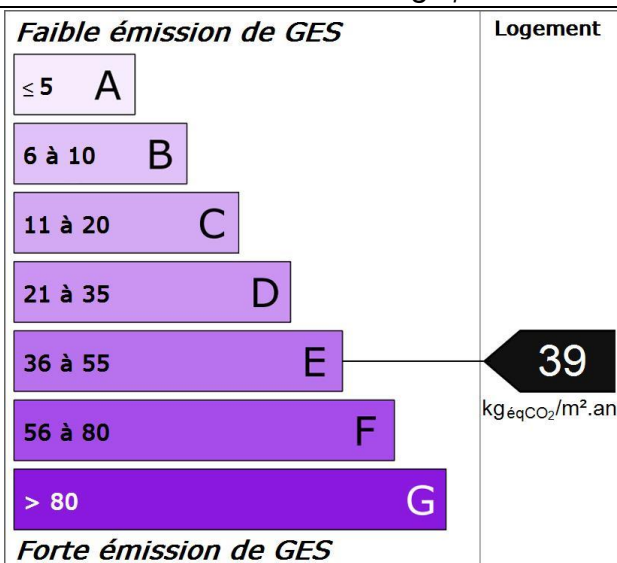 Faible émission de GES
Logement
≤ 5 A
6 à 10 B
11 à 20 C
21 à 35 D
36 à 55 E
39
kgéqCO₂/m².an
56 à 80 F
> 80 G
Forte émission de GES